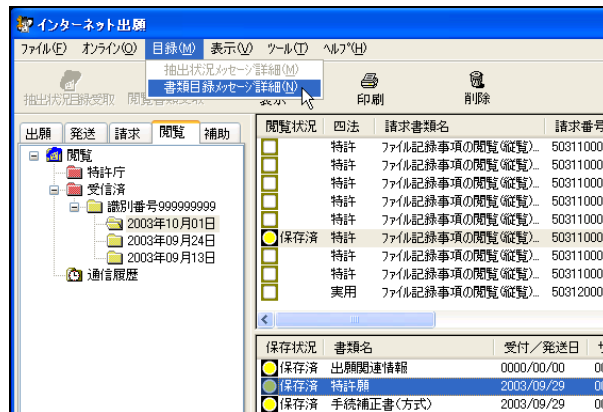 インターネット出願
ファイル(F) オンライン(O) 目録(M) 表示(V) ツール(T) ヘルプ(H)
抽出状況メッセージ詳細(M)
書類目録メッセージ詳細(N)
抽出状況目録受取 表示 印刷 削除
出願 発送 請求 閲覧 補助
閲覧
特許庁
受信済
識別番号999999999
2003年10月01日
2003年09月24日
2003年09月13日
通信履歴
閲覧状況 四法 請求書類名 請求番号
特許 ファイル記録事項の閲覧(縦覧)... 50311000
特許 ファイル記録事項の閲覧(縦覧)... 50311000
特許 ファイル記録事項の閲覧(縦覧)... 50311000
特許 ファイル記録事項の閲覧(縦覧)... 50311000
特許 ファイル記録事項の閲覧(縦覧)... 50311000
保存済 特許 ファイル記録事項の閲覧(縦覧)... 50311000
特許 ファイル記録事項の閲覧(縦覧)... 50311000
特許 ファイル記録事項の閲覧(縦覧)... 50311000
実用 ファイル記録事項の閲覧(縦覧)... 50312000
保存状況 書類名 受付/発送日
保存済 出願関連情報 0000/00/00 00
保存済 特許願 2003/09/29 00
保存済 手続補正書(方式) 2003/09/29 00